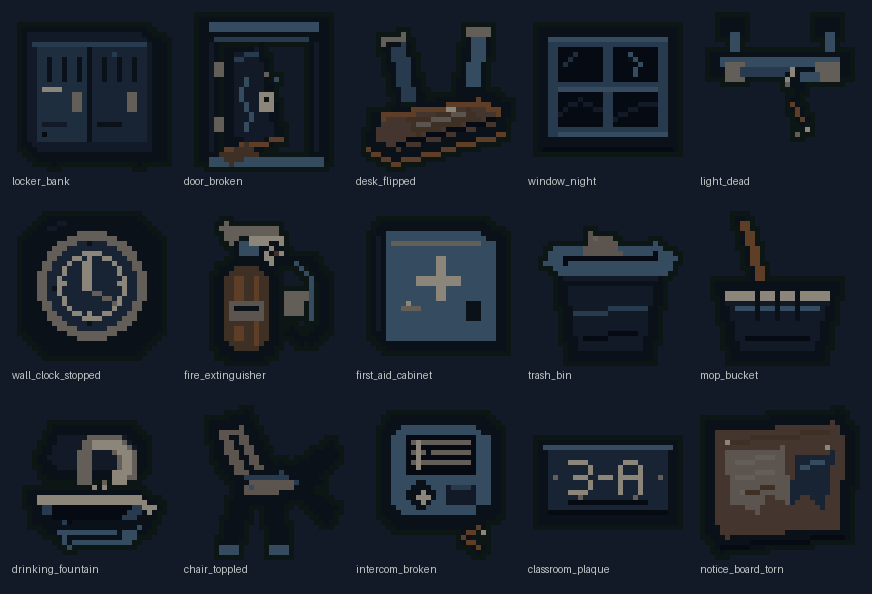 locker_bank door_broken desk_flipped window_night light_dead
wall_clock_stopped fire_extinguisher first_aid_cabinet trash_bin mop_bucket
3-A
drinking_fountain chair_toppled intercom_broken classroom_plaque notice_board_torn